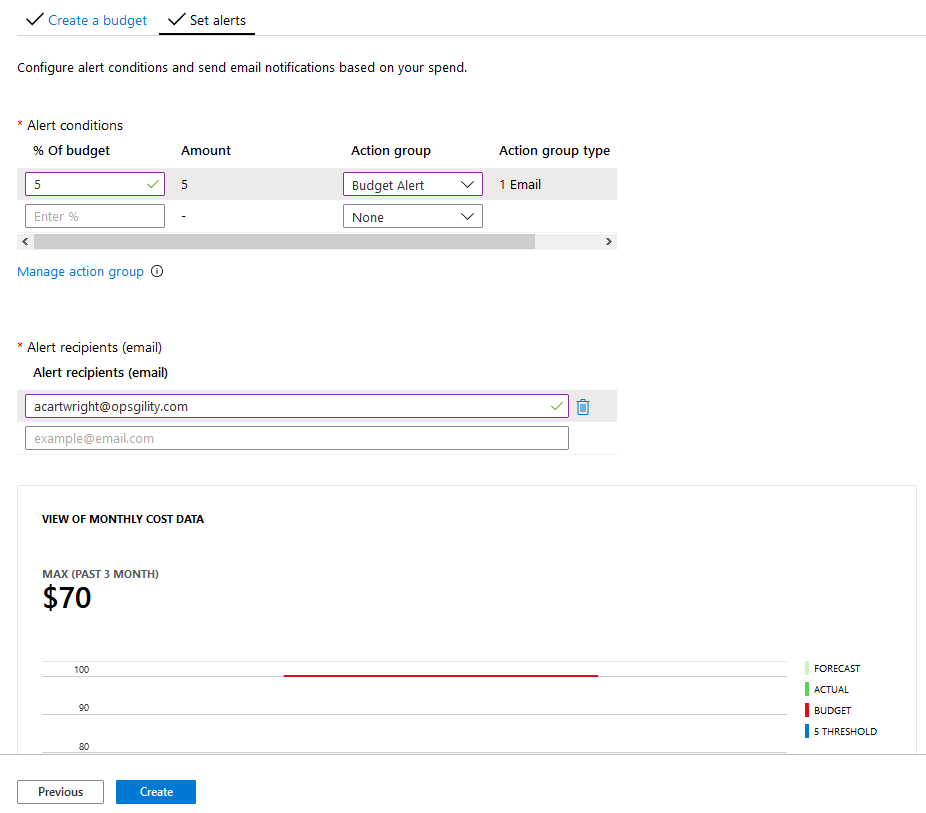 Create a budget Set alerts
Configure alert conditions and send email notifications based on your spend.
* Alert conditions
% Of budget Amount Action group Action group type
5 5 Budget Alert 1 Email
Enter % - None
Manage action group
* Alert recipients (email)
Alert recipients (email)
acartwright@opsgility.com
example@email.com
VIEW OF MONTHLY COST DATA
MAX (PAST 3 MONTH)
$70
100
90
80
FORECAST
ACTUAL
BUDGET
5 THRESHOLD
Previous Create